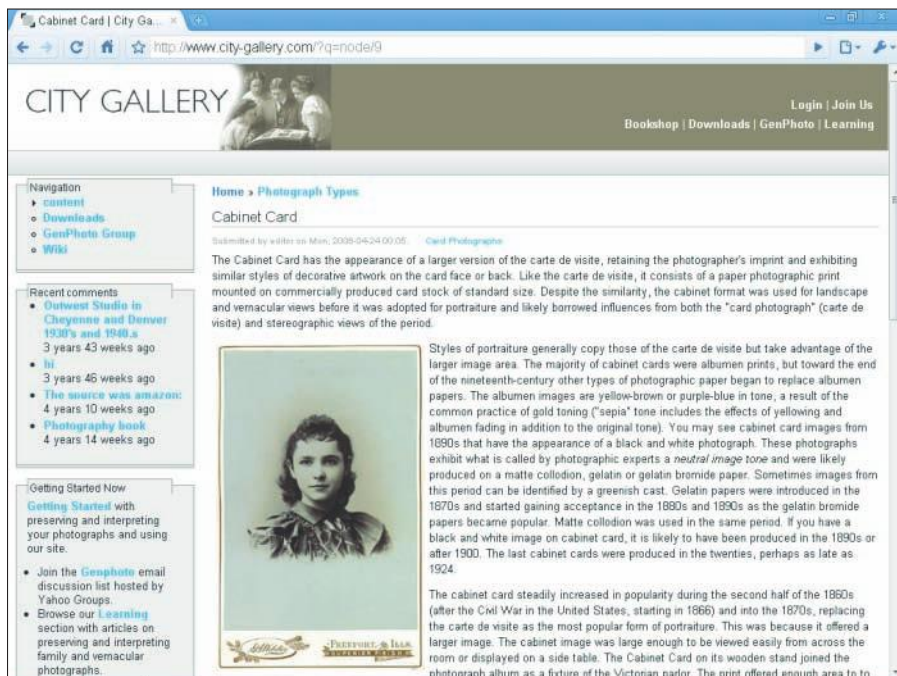 Cabinet Card | City Ga...
http://www.city-gallery.com/?q=node/9
CITY GALLERY
Login | Join Us
Bookshop | Downloads | GenPhoto | Learning
Navigation
content
Downloads
GenPhoto Group
Wiki
Recent comments
Outwest Studio in
Cheyenne and Denver
1930's and 1940.s
3 years 43 weeks ago
hi
3 years 46 weeks ago
The source was amazon:
4 years 10 weeks ago
Photography book
4 years 14 weeks ago
Getting Started Now
Getting Started with
preserving and interpreting
your photographs and using
our site.
Join the Genphoto email
discussion list hosted by
Yahoo Groups.
Browse our Learning
section with articles on
preserving and interpreting
family and vernacular
photographs.
Home » Photograph Types
Cabinet Card
Submitted by editor on Mon, 2006-04-24 00:05. Card Photographs
The Cabinet Card has the appearance of a larger version of the carte de visite, retaining the photographer's imprint and exhibiting
similar styles of decorative artwork on the card face or back. Like the carte de visite, it consists of a paper photographic print
mounted on commercially produced card stock of standard size. Despite the similarity, the cabinet format was used for landscape
and vernacular views before it was adopted for portraiture and likely borrowed influences from both the "card photograph" (carte de
visite) and stereographic views of the period.
Styles of portraiture generally copy those of the carte de visite but take advantage of the
larger image area. The majority of cabinet cards were albumen prints, but toward the end
of the nineteenth-century other types of photographic paper began to replace albumen
papers. The albumen images are yellow-brown or purple-blue in tone, a result of the
common practice of gold toning ("sepia" tone includes the effects of yellowing and
albumen fading in addition to the original tone). You may see cabinet card images from
1890s that have the appearance of a black and white photograph. These photographs
exhibit what is called by photographic experts a neutral image tone and were likely
produced on a matte collodion, gelatin or gelatin bromide paper. Sometimes images from
this period can be identified by a greenish cast. Gelatin papers were introduced in the
1870s and started gaining acceptance in the 1880s and 1890s as the gelatin bromide
papers became popular. Matte collodion was used in the same period. If you have a
black and white image on cabinet card, it is likely to have been produced in the 1890s or
after 1900. The last cabinet cards were produced in the twenties, perhaps as late as
1924.
The cabinet card steadily increased in popularity during the second half of the 1860s
(after the Civil War in the United States, starting in 1866) and into the 1870s, replacing
the carte de visite as the most popular form of portraiture. This was because it offered a
larger image. The cabinet image was large enough to be viewed easily from across the
room or displayed on a side table. The Cabinet Card on its wooden stand joined the
photograph album as a fixture of the Victorian parlor. The print offered enough area to to
FREEPORT, ILLS.
SUPERIOR FINISH